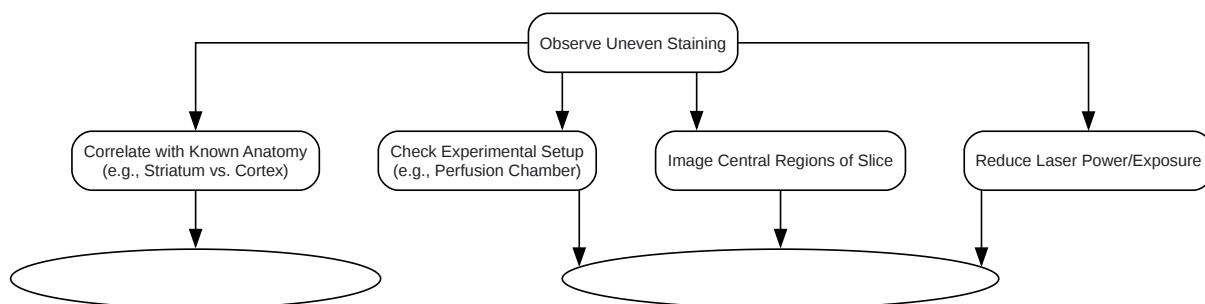 Observe Uneven Staining
Correlate with Known Anatomy
(e.g., Striatum vs. Cortex)
Check Experimental Setup
(e.g., Perfusion Chamber)
Image Central Regions of Slice
Reduce Laser Power/Exposure